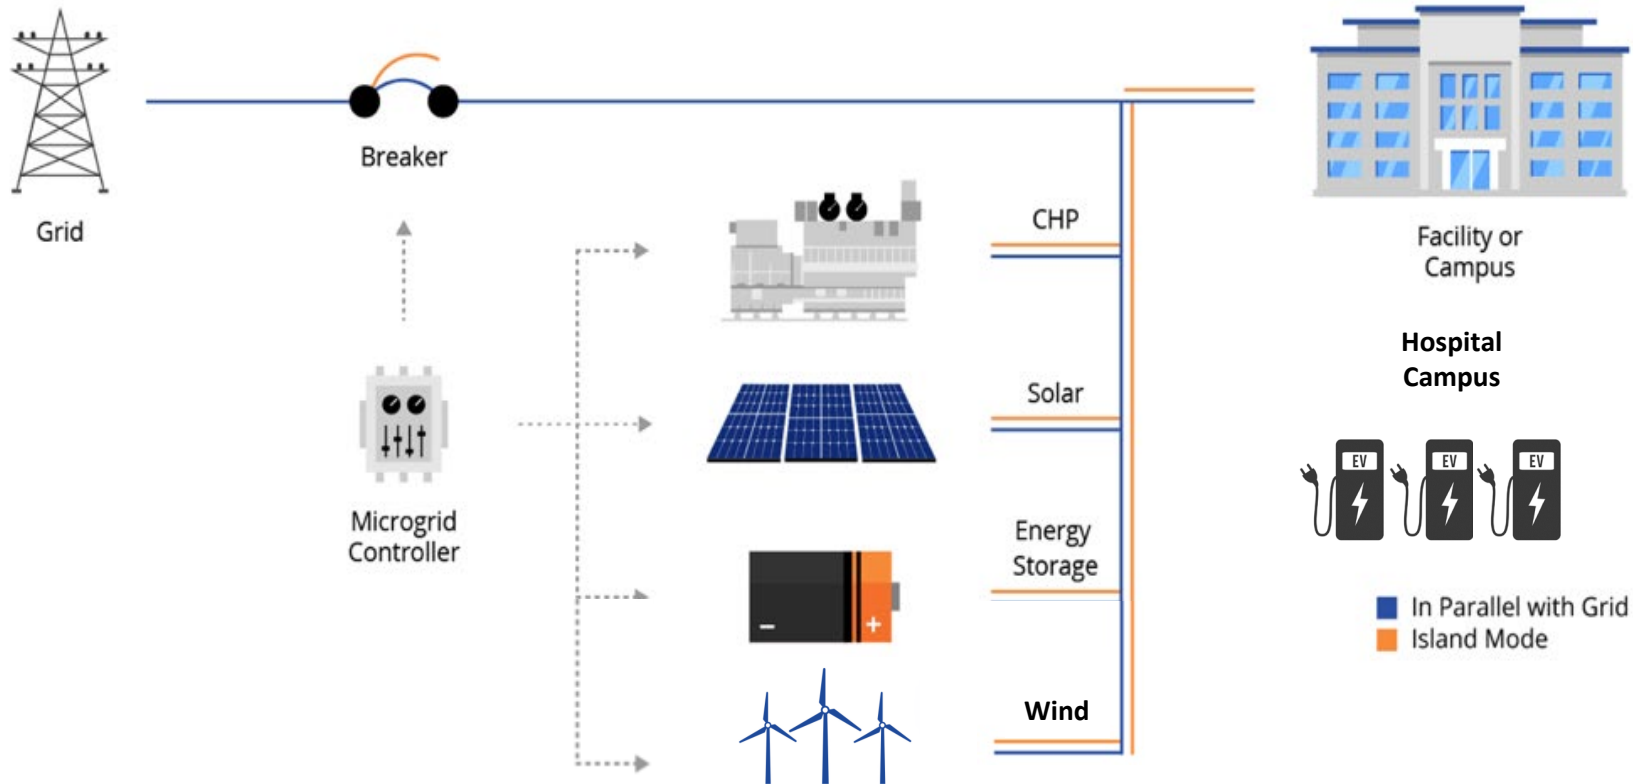 Grid
Breaker
CHP
Facility or
Campus
Solar
Hospital
Campus
Microgrid
Controller
Energy
Storage
EV
EV
EV
–
+
In Parallel with Grid
Island Mode
Wind